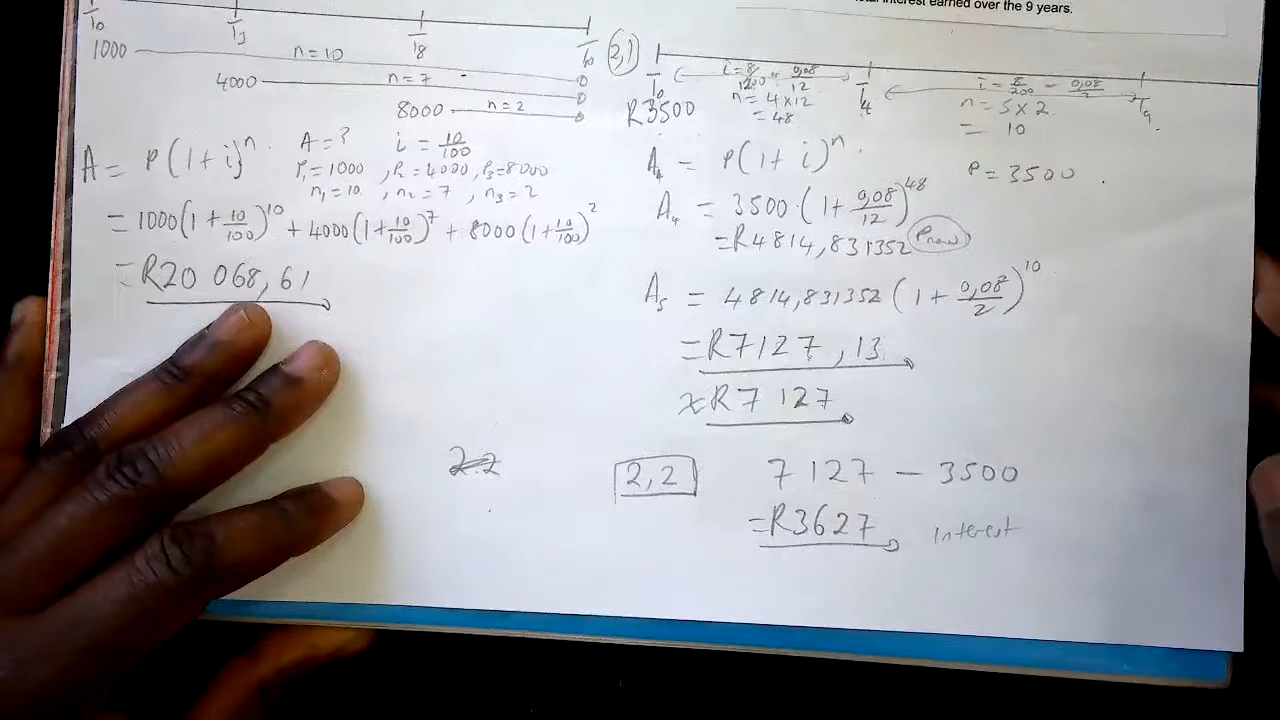 total interest earned over the 9 years.
T0 T3 T8 T10
1000 n = 10
4000 n = 7
8000 n = 2
A = P(1 + i)^n A = ? i = 10/100
P1 = 1000 , P2 = 4000 , P3 = 8000
n1 = 10 , n2 = 7 , n3 = 2
= 1000(1 + 10/100)^10 + 4000(1 + 10/100)^7 + 8000(1 + 10/100)^2
= R20 068,61
2,1
T0 T4 T9
R3500
n = 4 x 12
= 48
i = 8/200 = 0,08/2
n = 5 x 2
= 10
A4 = P(1 + i)^n
P = 3500
A4 = 3500 (1 + 0,08/12)^48
= R4814,831352 Pnew
A5 = 4814,831352 (1 + 0,08/2)^10
= R7127,13
≈ R7 127
2.2
2,2 7 127 — 3500
= R3627 Interest